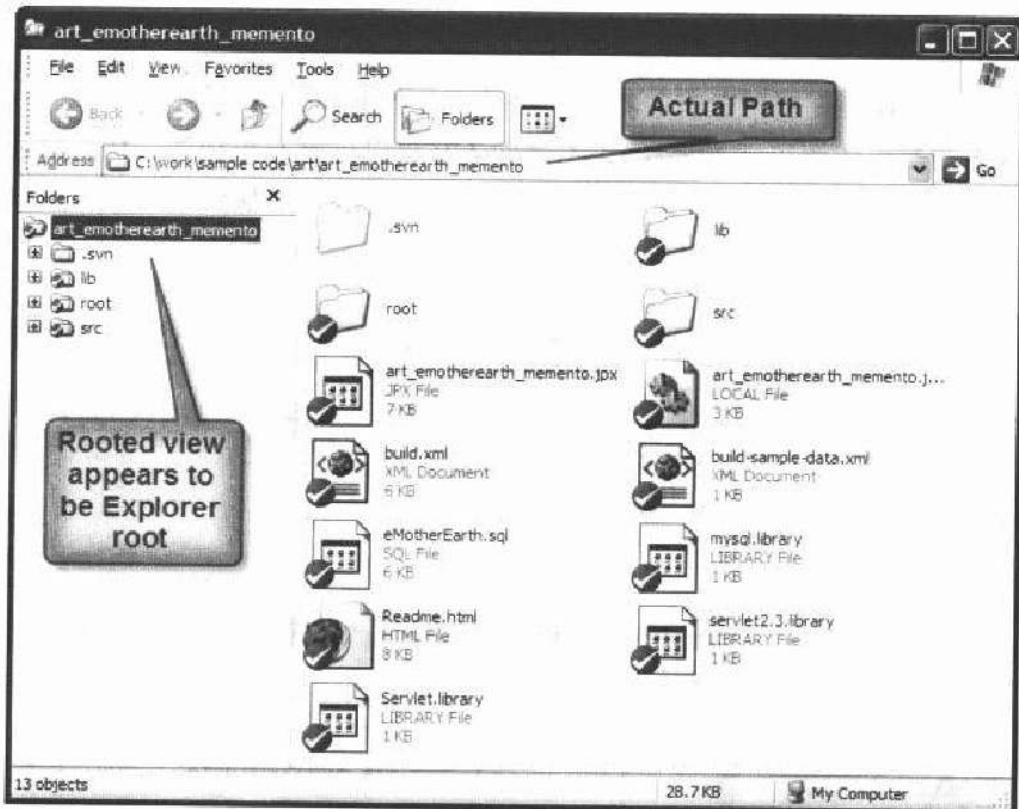 art_emotherearth_memento
File Edit View Favorites Tools Help
Back Search Folders
Actual Path
Address C:\work\sample code\art\art_emotherearth_memento Go
Folders x
art_emotherearth_memento
.svn
lib
root
src
Rooted view
appears to
be Explorer
root
.svn
lib
root
src
art_emotherearth_memento.jpx
JPX File
7 KB
art_emotherearth_memento.j...
LOCAL File
3 KB
build.xml
XML Document
6 KB
build-sample-data.xml
XML Document
1 KB
eMotherEarth.sql
SQL File
6 KB
mysql.library
LIBRARY File
1 KB
Readme.html
HTML File
8 KB
servlet2.3.library
LIBRARY File
1 KB
Servlet.library
LIBRARY File
1 KB
13 objects
28.7 KB
My Computer